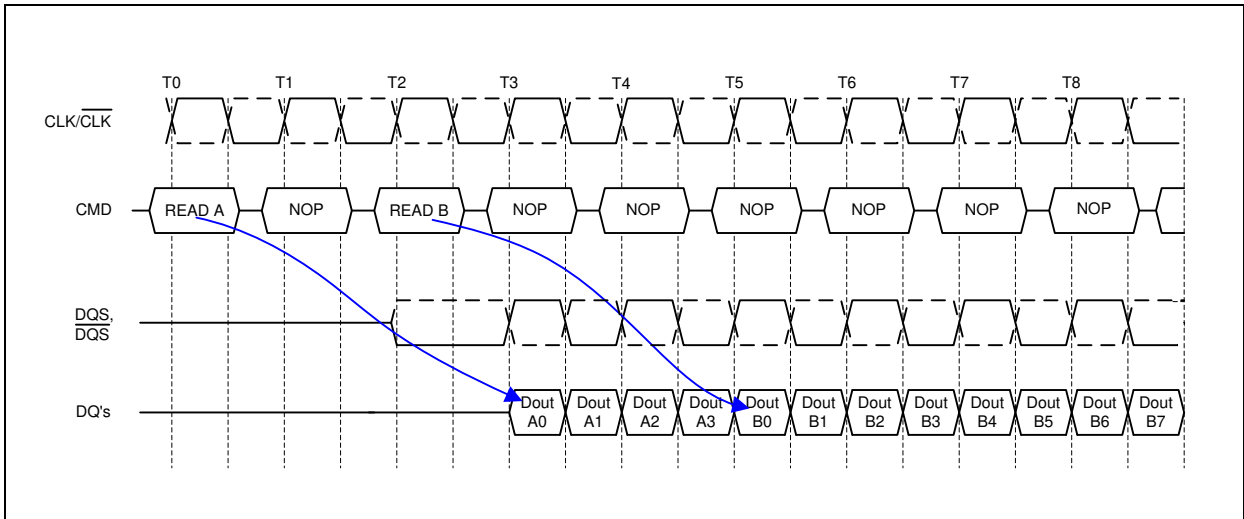 T0 T1 T2 T3 T4 T5 T6 T7 T8
CLK/CLK
CMD READ A NOP READ B NOP NOP NOP NOP NOP NOP
DQS,
DQS
DQ's Dout Dout Dout Dout Dout Dout Dout Dout Dout Dout Dout Dout
A0 A1 A2 A3 B0 B1 B2 B3 B4 B5 B6 B7